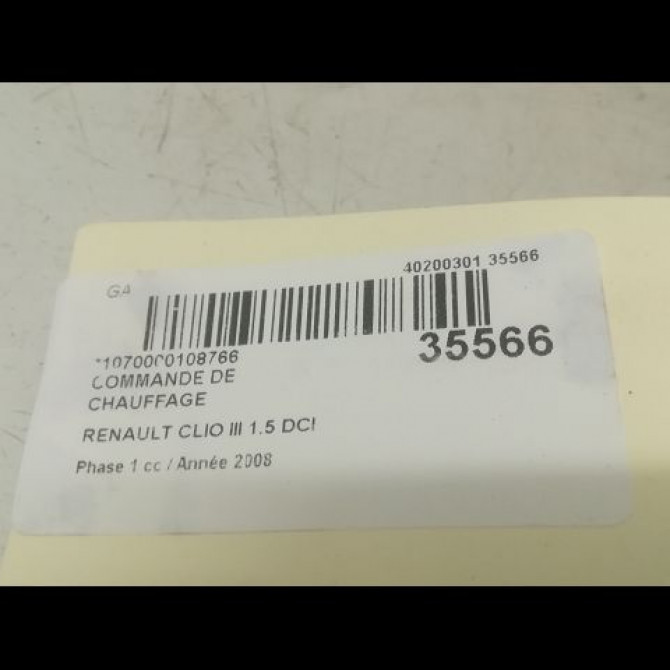 GA
40200301 35566
*1070000108766
35566
COMMANDE DE
CHAUFFAGE
RENAULT CLIO III 1.5 DCI
Phase 1 cc / Année 2008